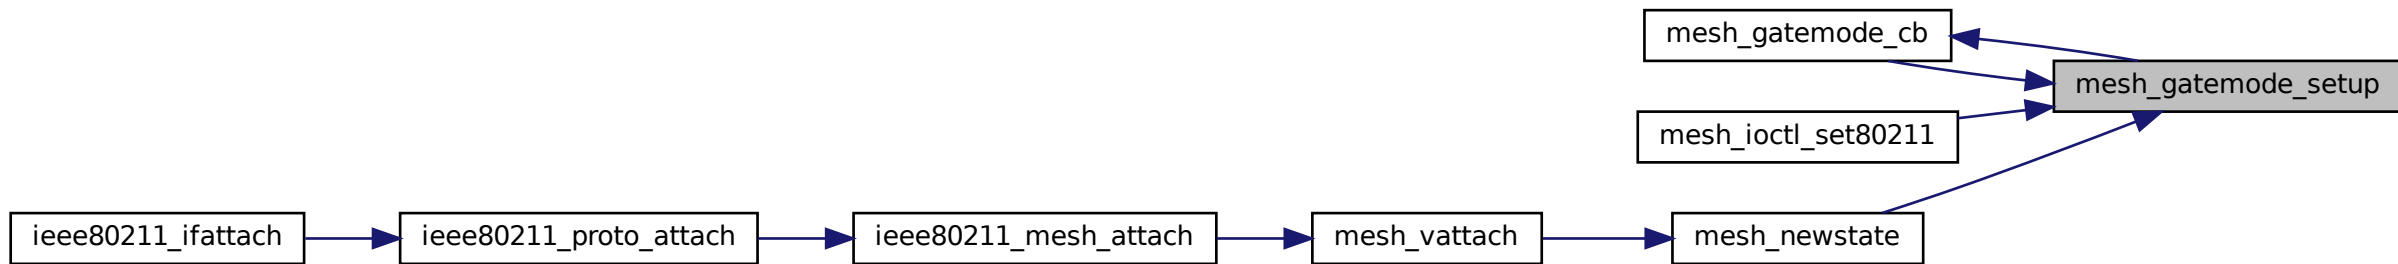 mesh_gatemode_cb
mesh_gatemode_setup
mesh_ioctl_set80211
ieee80211_ifattach
ieee80211_proto_attach
ieee80211_mesh_attach
mesh_vattach
mesh_newstate